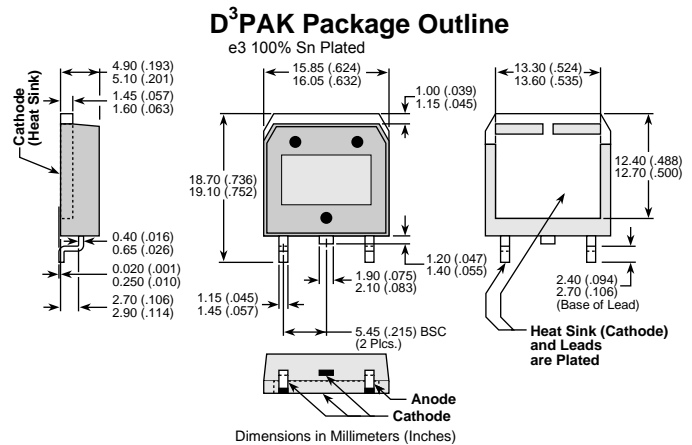 D³PAK Package Outline
e3 100% Sn Plated
4.90 (.193)
5.10 (.201)
1.45 (.057)
1.60 (.063)
Cathode
(Heat Sink)
0.40 (.016)
0.65 (.026)
0.020 (.001)
0.250 (.010)
2.70 (.106)
2.90 (.114)
15.85 (.624)
16.05 (.632)
1.00 (.039)
1.15 (.045)
18.70 (.736)
19.10 (.752)
1.20 (.047)
1.40 (.055)
1.90 (.075)
2.10 (.083)
1.15 (.045)
1.45 (.057)
5.45 (.215) BSC
(2 Plcs.)
13.30 (.524)
13.60 (.535)
12.40 (.488)
12.70 (.500)
2.40 (.094)
2.70 (.106)
(Base of Lead)
Heat Sink (Cathode)
and Leads
are Plated
Anode
Cathode
Dimensions in Millimeters (Inches)